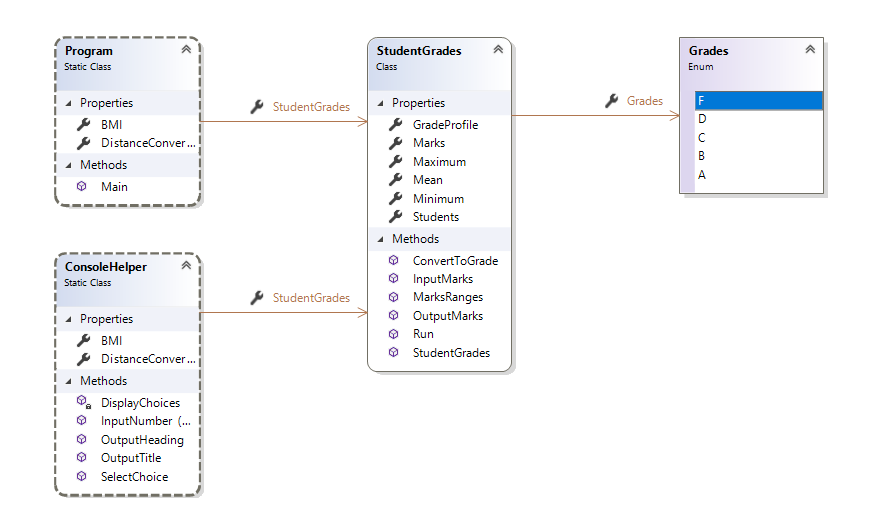 Program
Static Class
Properties
BMI
DistanceConver...
Methods
Main
StudentGrades
StudentGrades
Class
Properties
GradeProfile
Marks
Maximum
Mean
Minimum
Students
Methods
ConvertToGrade
InputMarks
MarksRanges
OutputMarks
Run
StudentGrades
Grades
Grades
Enum
F
D
C
B
A
ConsoleHelper
Static Class
Properties
BMI
DistanceConver...
Methods
DisplayChoices
InputNumber (...
OutputHeading
OutputTitle
SelectChoice
StudentGrades